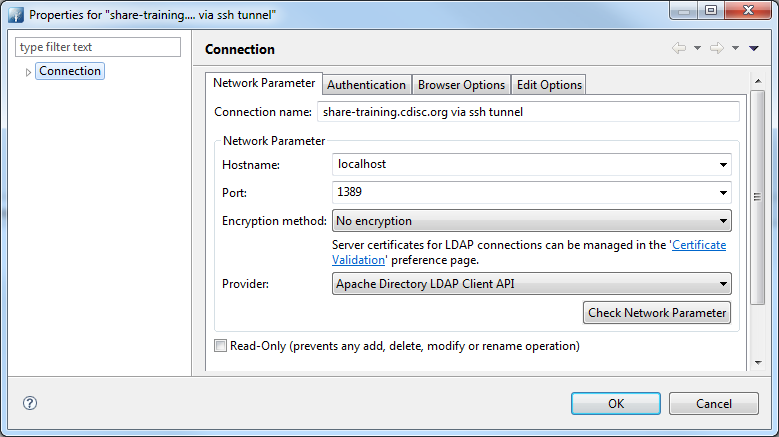 Properties for "share-training.... via ssh tunnel"
type filter text
Connection
Connection
Network Parameter Authentication Browser Options Edit Options
Connection name: share-training.cdisc.org via ssh tunnel
Network Parameter
Hostname: localhost
Port: 1389
Encryption method: No encryption
Server certificates for LDAP connections can be managed in the 'Certificate
Validation' preference page.
Provider: Apache Directory LDAP Client API
Check Network Parameter
Read-Only (prevents any add, delete, modify or rename operation)
OK Cancel